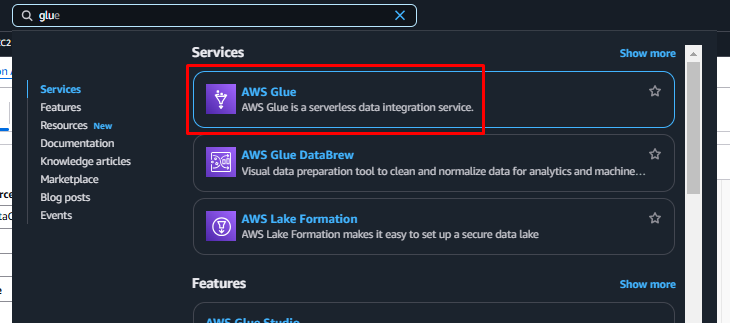 glue
C2
Services
Show more
on A
Services
Features
Resources New
Documentation
Knowledge articles
Marketplace
Blog posts
Events
AWS Glue
AWS Glue is a serverless data integration service.
AWS Glue DataBrew
Visual data preparation tool to clean and normalize data for analytics and machine…
AWS Lake Formation
AWS Lake Formation makes it easy to set up a secure data lake
Features
Show more
AWS Glue Studio